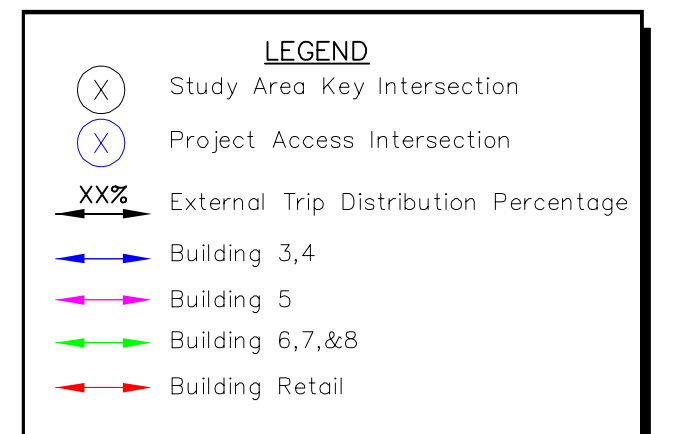 LEGEND
X Study Area Key Intersection
X Project Access Intersection
XX% External Trip Distribution Percentage
Building 3,4
Building 5
Building 6,7,&8
Building Retail